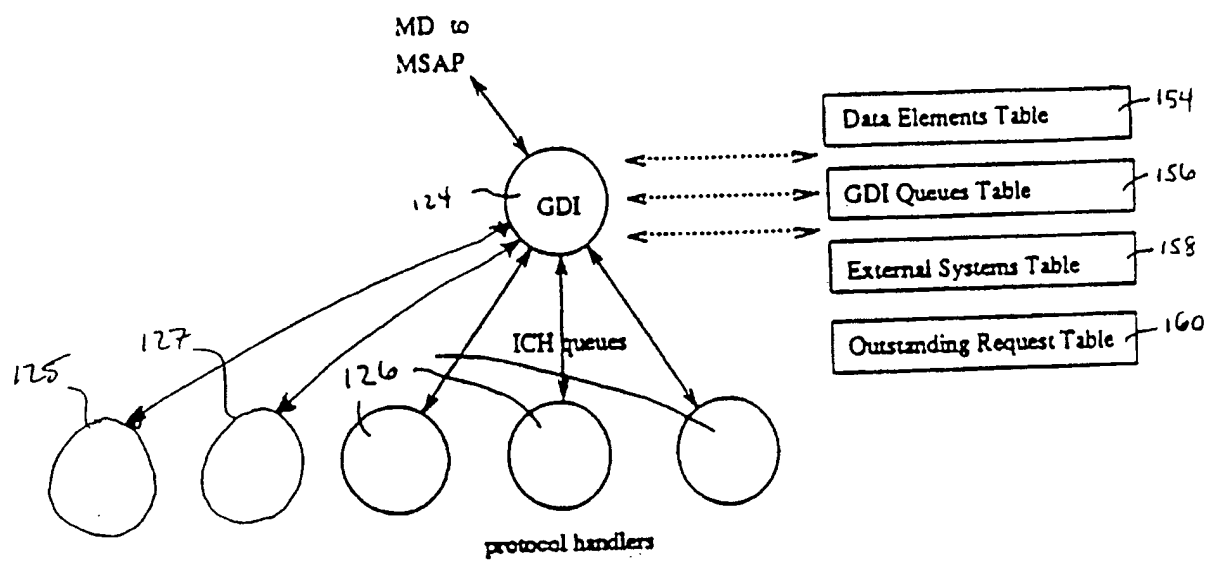 MD to
MSAP
Data Elements Table
154
124
GDI
GDI Queues Table
156
External Systems Table
158
ICH queues
Outstanding Request Table
160
125
127
126
protocol handlers